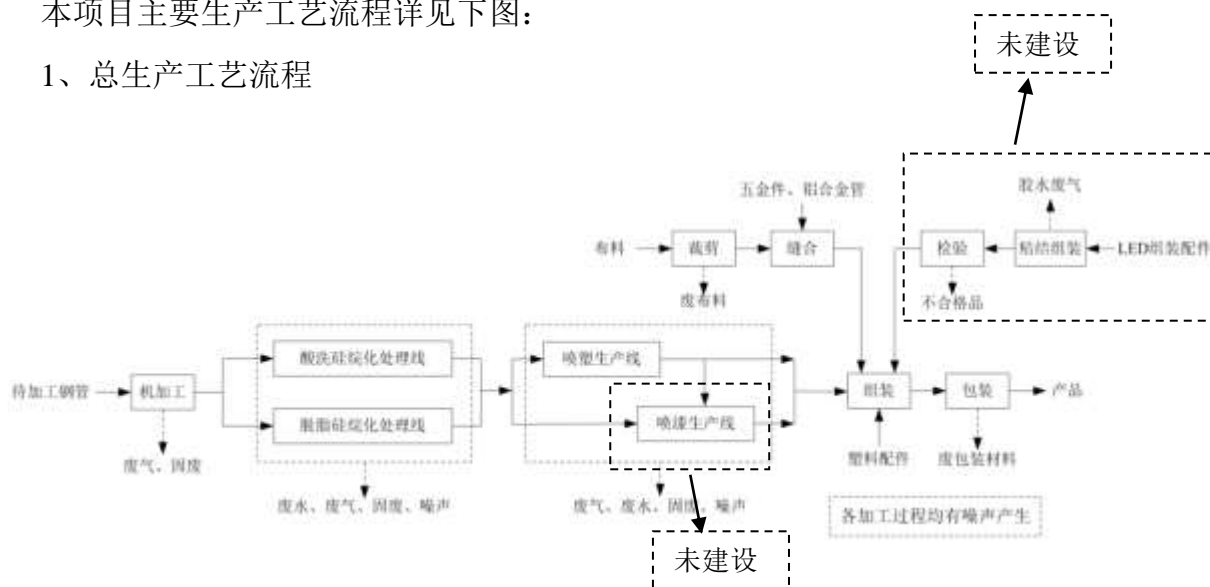 本项目主要生产工艺流程详见下图：
未建设
1、总生产工艺流程
五金件、铝合金管
胶水废气
布料
裁剪
缝合
检验
粘结组装
LED组装配件
废布料
不合格品
酸洗硅烷化处理线
喷塑生产线
待加工钢管
机加工
组装
包装
产品
脱脂硅烷化处理线
喷漆生产线
废气、固废
塑料配件
废包装材料
废水、废气、固废、噪声
废气、废水、固废、噪声
各加工过程均有噪声产生
未建设